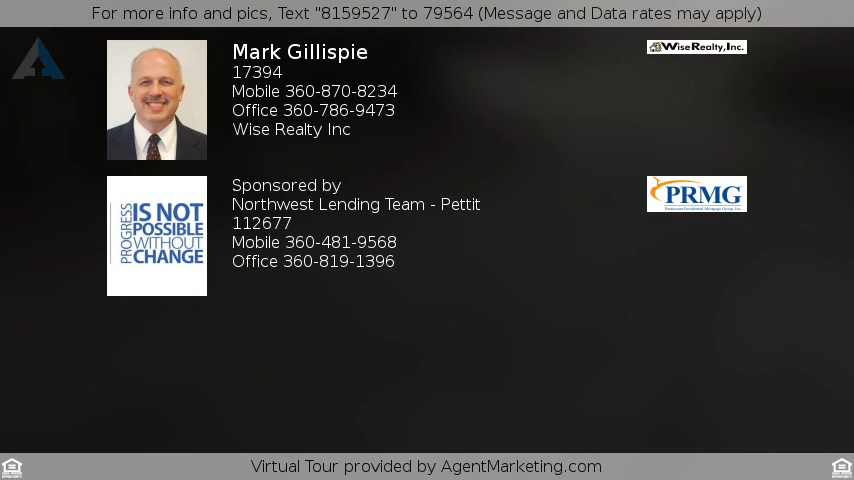 For more info and pics, Text "8159527" to 79564 (Message and Data rates may apply)
Mark Gillispie
17394
Mobile 360-870-8234
Office 360-786-9473
Wise Realty Inc
Wise Realty, Inc.
PROGRESS
IS NOT
POSSIBLE
WITHOUT
CHANGE
Sponsored by
Northwest Lending Team - Pettit
112677
Mobile 360-481-9568
Office 360-819-1396
PRMG
Virtual Tour provided by AgentMarketing.com